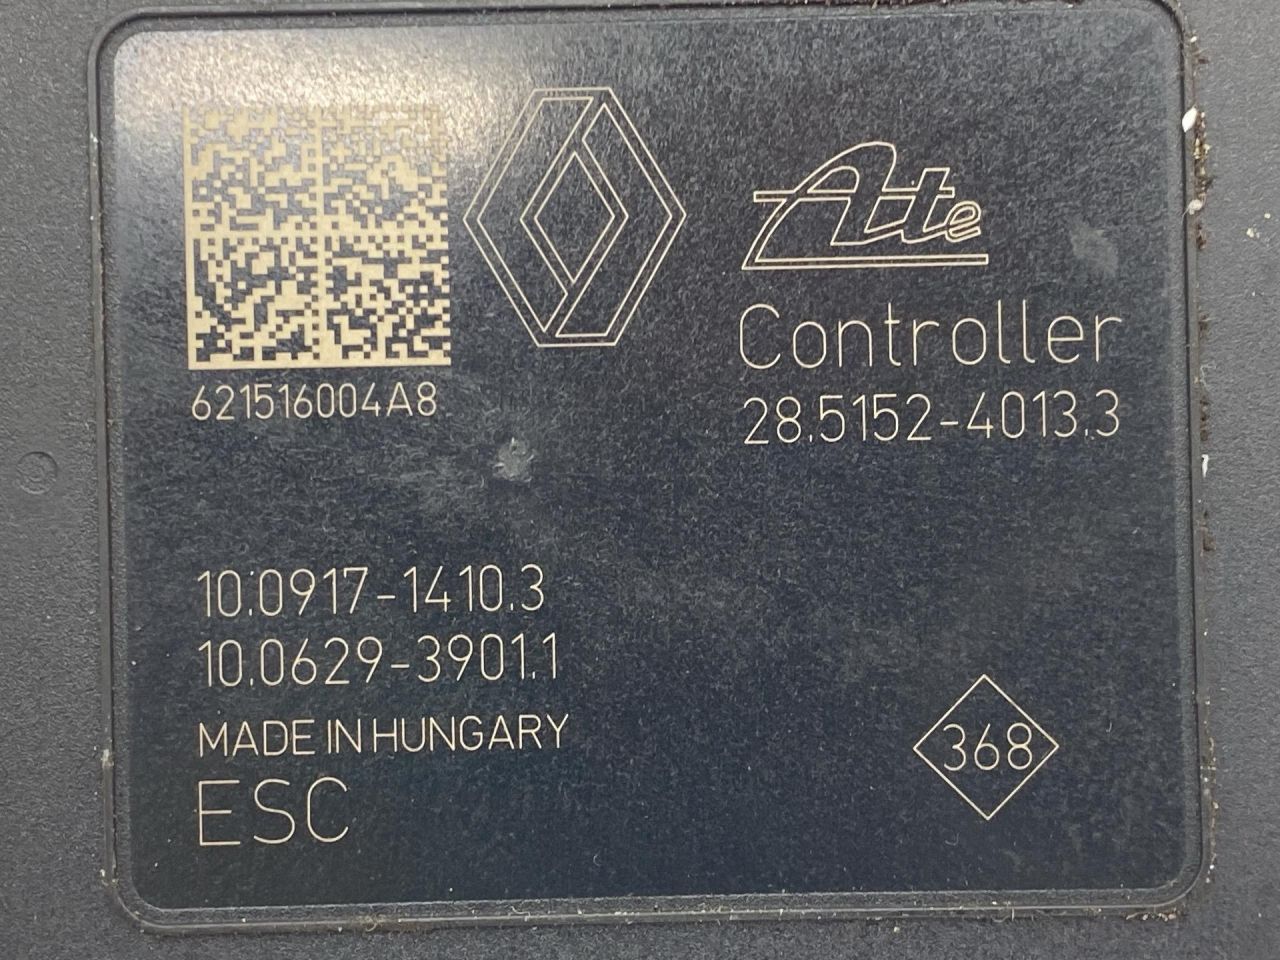 Ate
Controller
621516004A8
28.5152-4013.3
10.0917-1410.3
10.0629-3901.1
MADE IN HUNGARY
368
ESC